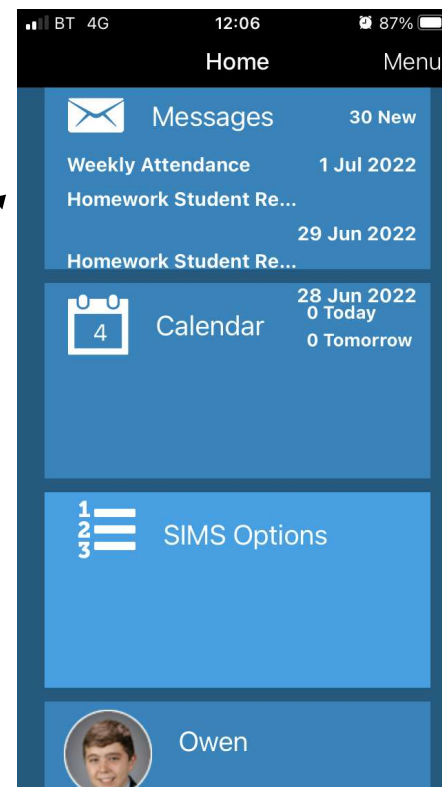 BT 4G 12:06 87%
Home Menu
Messages 30 New
Weekly Attendance 1 Jul 2022
Homework Student Re...
29 Jun 2022
Homework Student Re...
28 Jun 2022
4 Calendar 0 Today
0 Tomorrow
1
2
3
SIMS Options
Owen